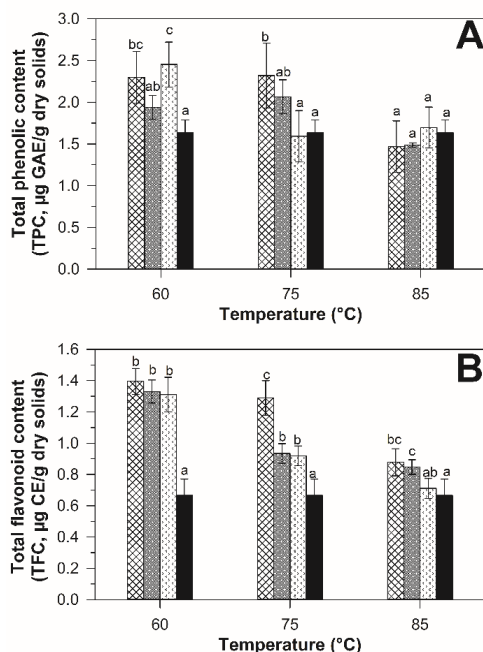 A
Total phenolic content
(TPC, µg GAE/g dry solids)
3.0
2.5
2.0
1.5
1.0
0.5
0.0
bc
ab
c
a
b
ab
a
a
a
a
a
a
60
75
85
Temperature (°C)
B
Total flavonoid content
(TFC, µg CE/g dry solids)
1.6
1.4
1.2
1.0
0.8
0.6
0.4
0.2
0.0
b
b
b
a
c
b
b
a
bc
c
ab
a
60
75
85
Temperature (°C)